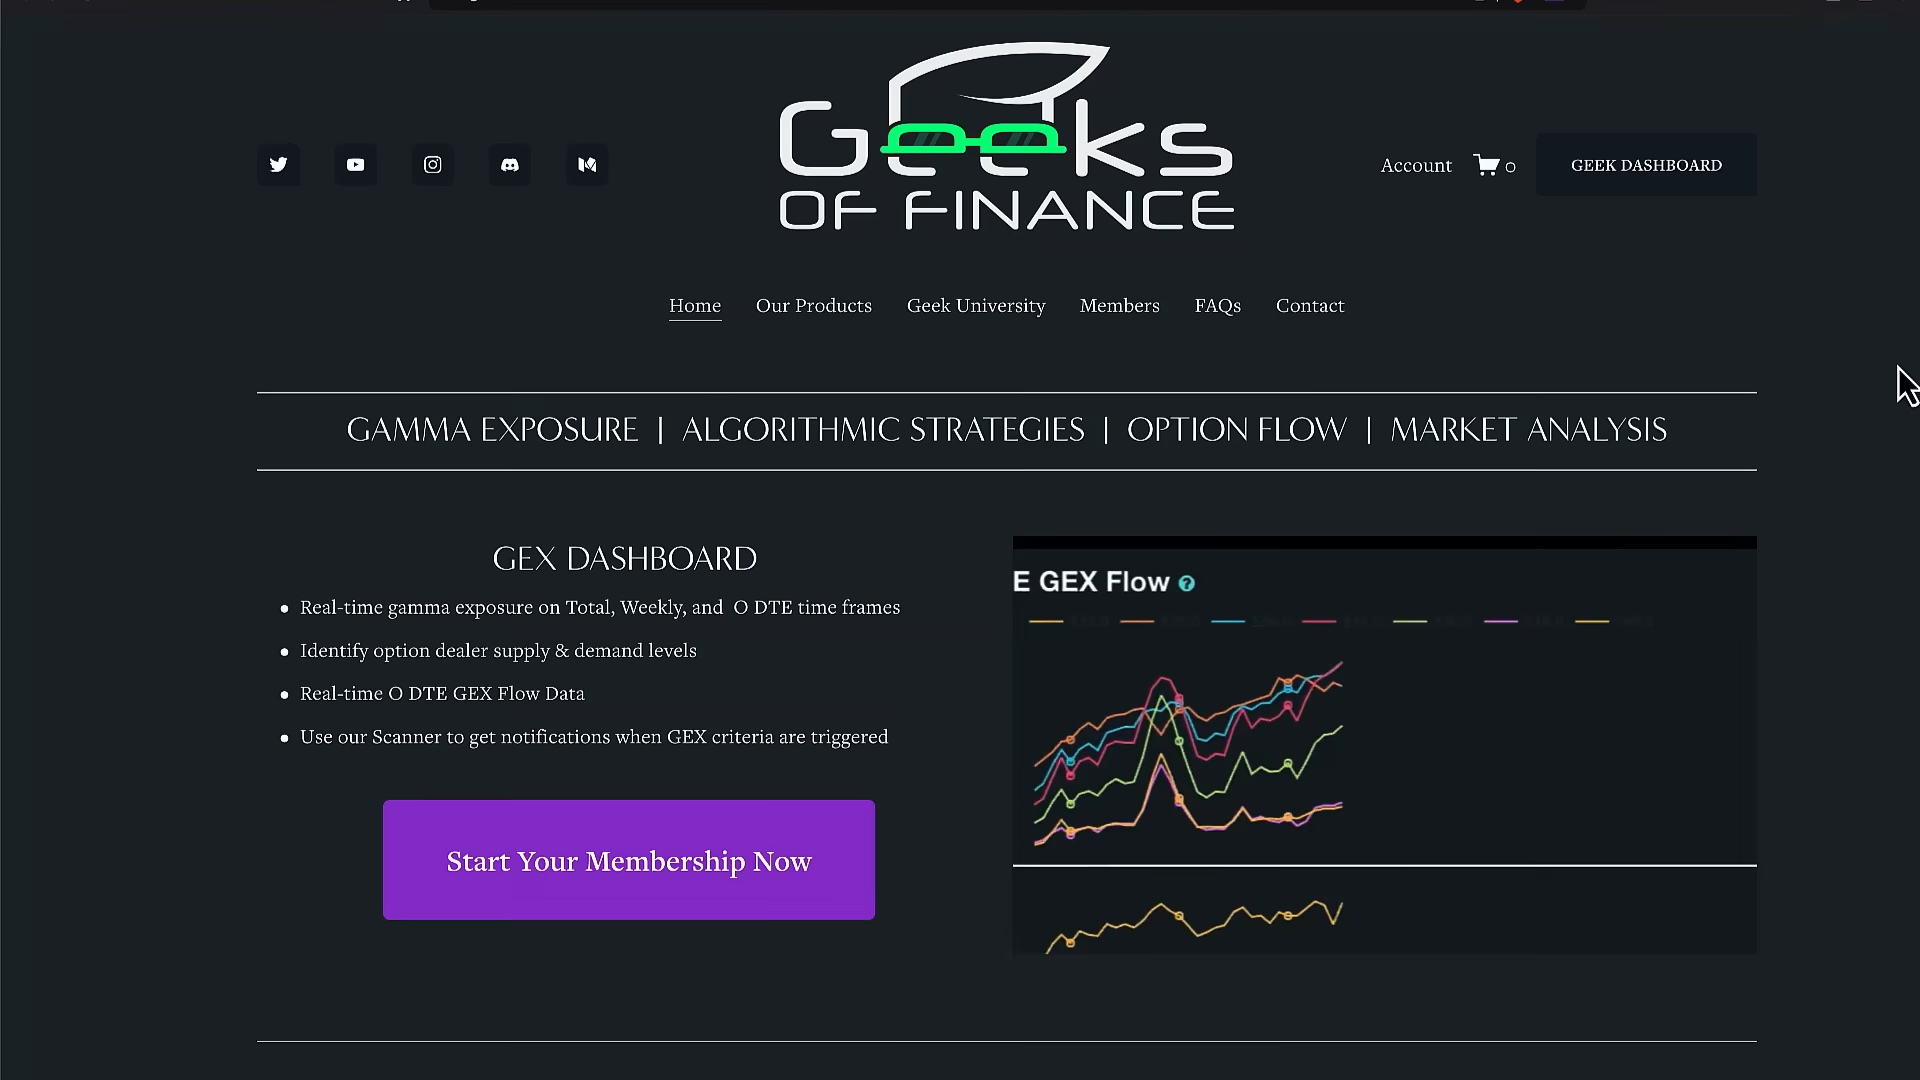 Geeks
OF FINANCE
Account 0
GEEK DASHBOARD
Home Our Products Geek University Members FAQs Contact
GAMMA EXPOSURE | ALGORITHMIC STRATEGIES | OPTION FLOW | MARKET ANALYSIS
GEX DASHBOARD
Real-time gamma exposure on Total, Weekly, and 0 DTE time frames
Identify option dealer supply & demand levels
Real-time 0 DTE GEX Flow Data
Use our Scanner to get notifications when GEX criteria are triggered
Start Your Membership Now
E GEX Flow ?